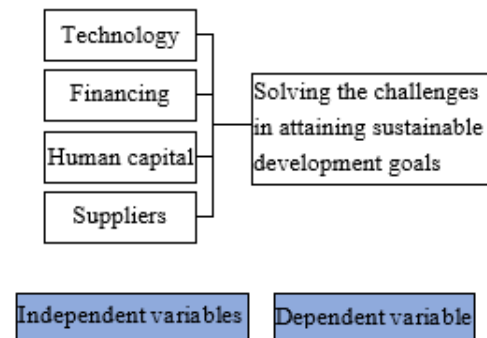 Technology
Financing
Human capital
Suppliers
Solving the challenges
in attaining sustainable
development goals
Independent variables
Dependent variable